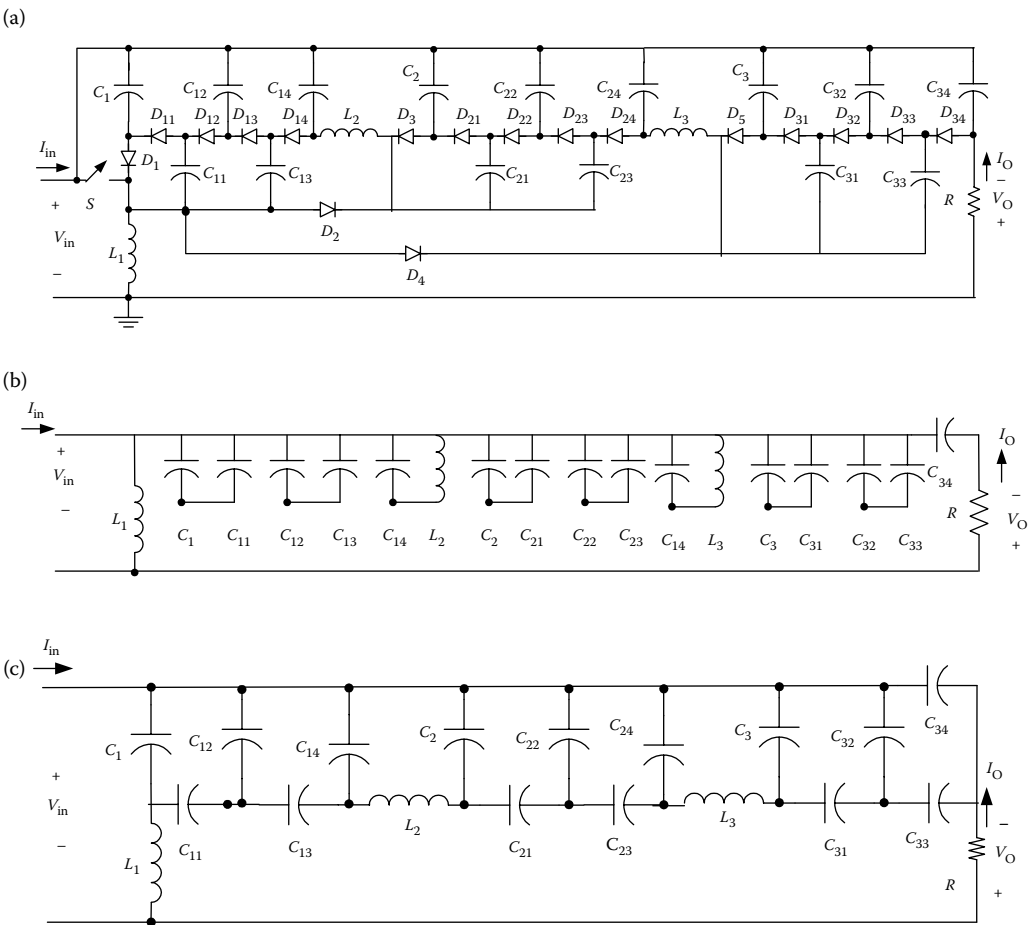 (a)
C1 C12 C14 C2 C22 C24 C3 C32 C34
D11 D12 D13 D14 L2 D3 D21 D22 D23 D24 L3 D5 D31 D32 D33 D34
Iin D1 C11 C13 C21 C23 C31 C33 IO
S R − VO +
+ Vin − L1 D2
D4
(b)
Iin
+ Vin − C34 IO
L1 R − VO +
C1 C11 C12 C13 C14 L2 C2 C21 C22 C23 C14 L3 C3 C31 C32 C33
(c)
Iin
C1 C12 C14 C2 C22 C24 C3 C32 C34
+ Vin − IO
L2 L3
L1 C11 C13 C21 C23 C31 C33 − VO +
R